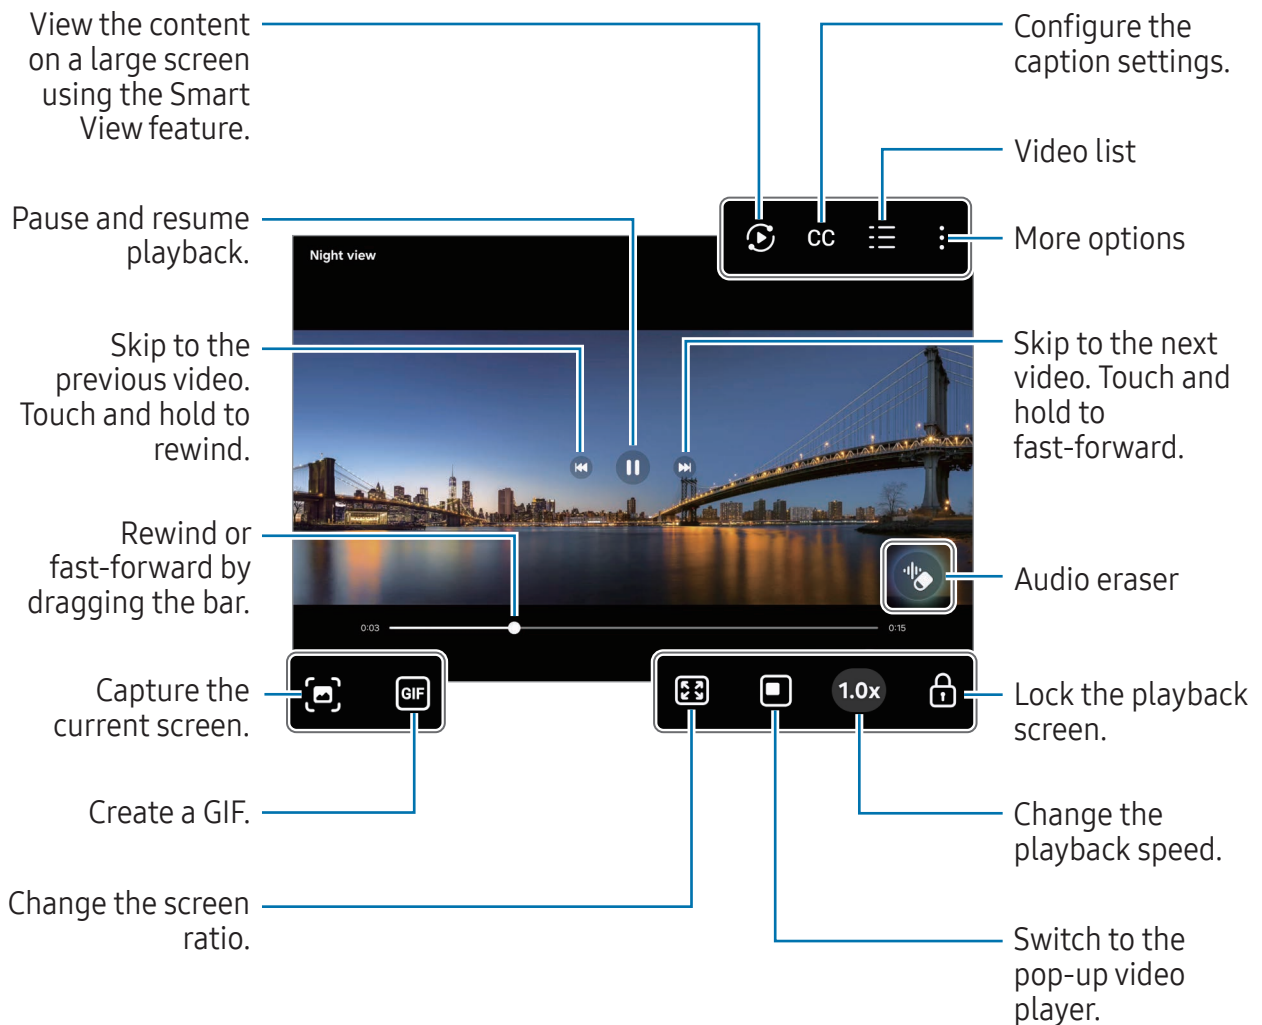 View the content
on a large screen
using the Smart
View feature.
Configure the
caption settings.
Video list
Pause and resume
playback.
CC
More options
Night view
Skip to the
previous video.
Touch and hold to
rewind.
Skip to the next
video. Touch and
hold to
fast-forward.
Rewind or
fast-forward by
dragging the bar.
Audio eraser
0:03
0:15
Capture the
current screen.
GIF
1.0x
Lock the playback
screen.
Create a GIF.
Change the
playback speed.
Change the screen
ratio.
Switch to the
pop-up video
player.